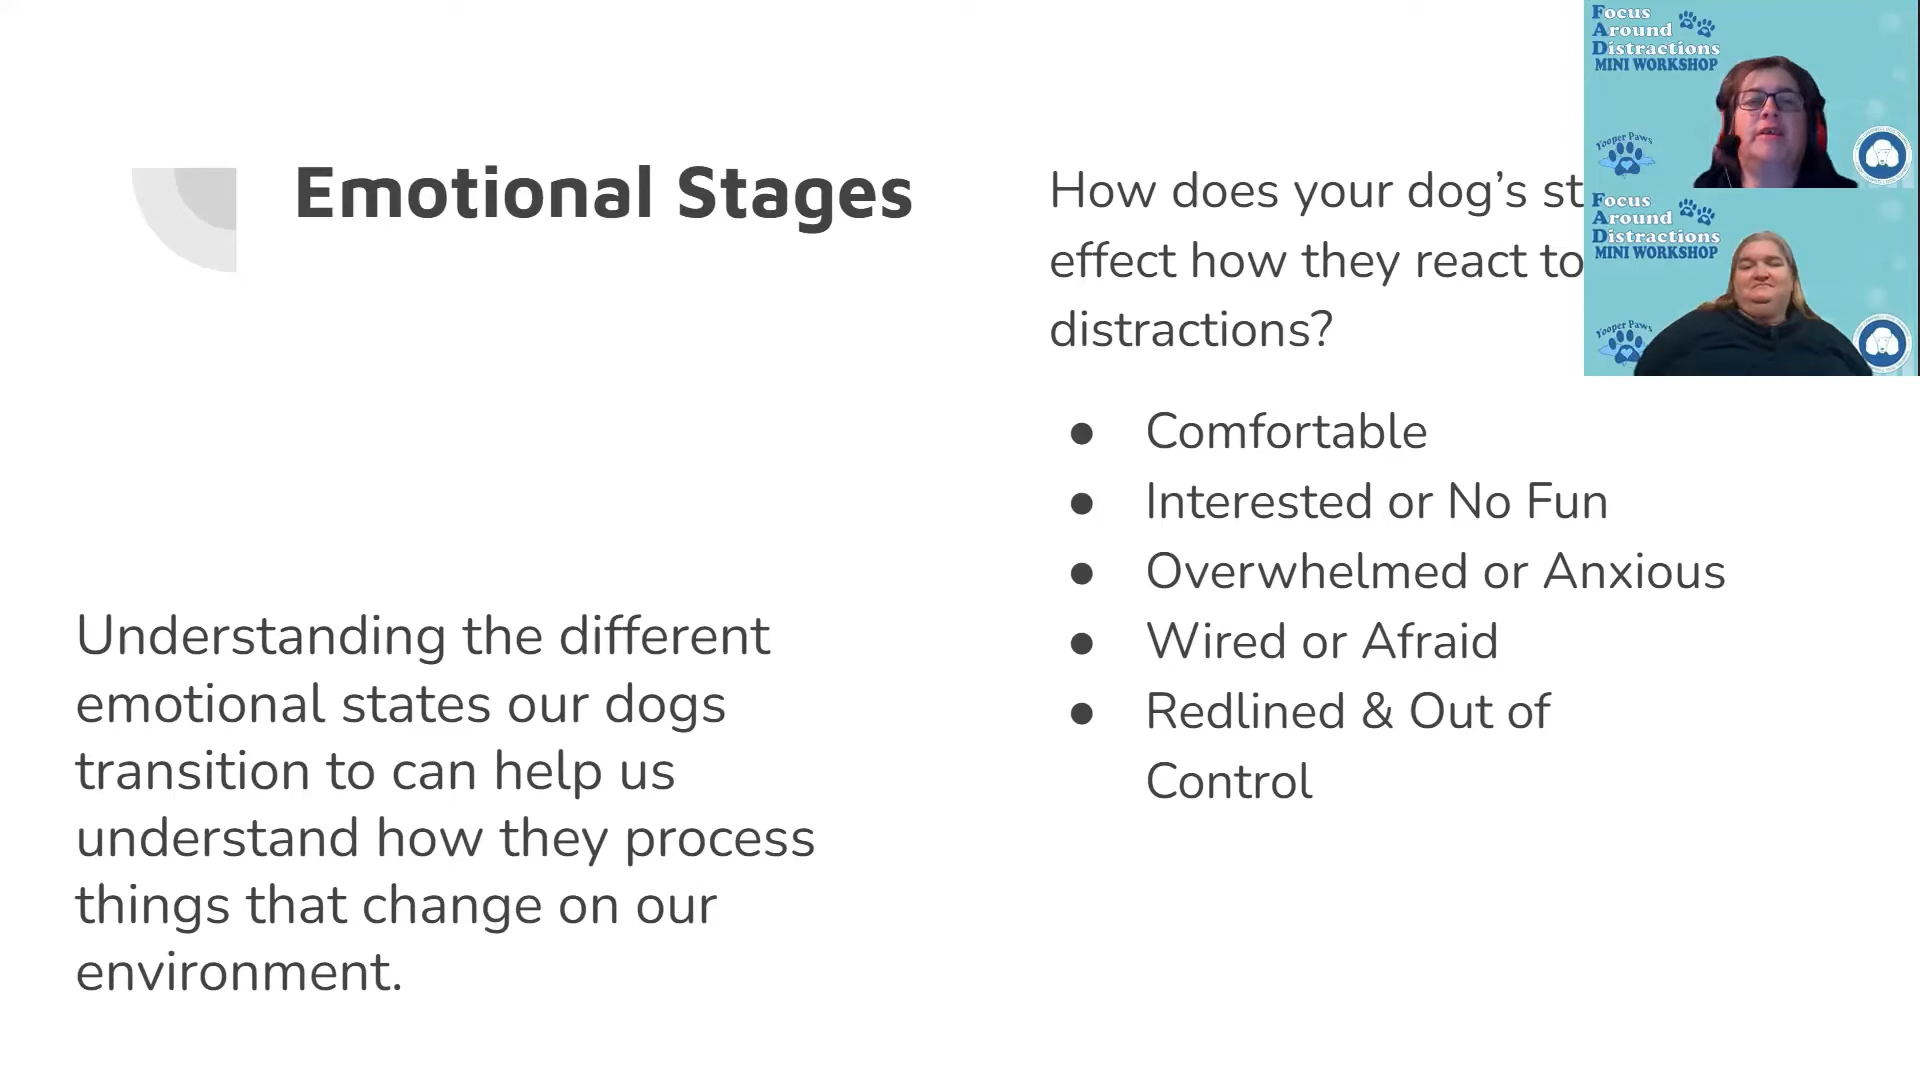 Emotional Stages
Understanding the different
emotional states our dogs
transition to can help us
understand how they process
things that change on our
environment.
How does your dog’s st
effect how they react to
distractions?
● Comfortable
● Interested or No Fun
● Overwhelmed or Anxious
● Wired or Afraid
● Redlined & Out of
Control
Focus
Around
Distractions
MINI WORKSHOP
Yooper Paws
Focus
Around
Distractions
MINI WORKSHOP
Yooper Paws